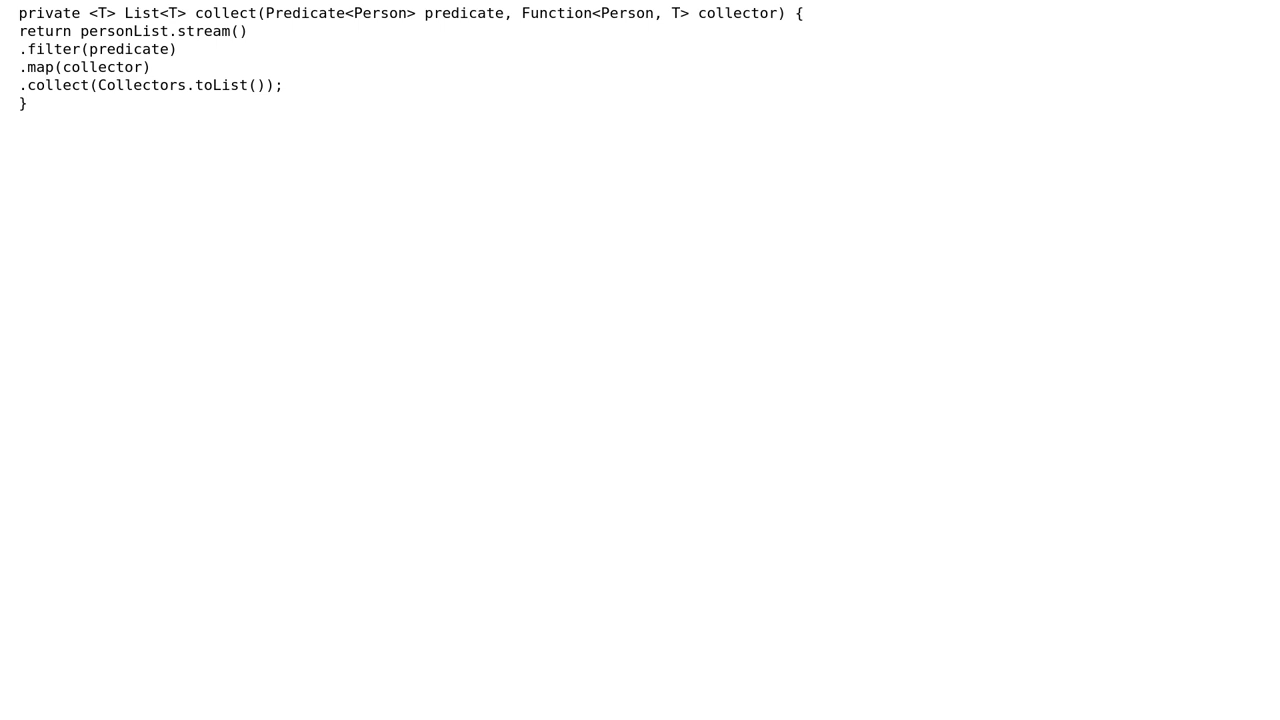 private <T> List<T> collect(Predicate<Person> predicate, Function<Person, T> collector) {
return personList.stream()
.filter(predicate)
.map(collector)
.collect(Collectors.toList());
}